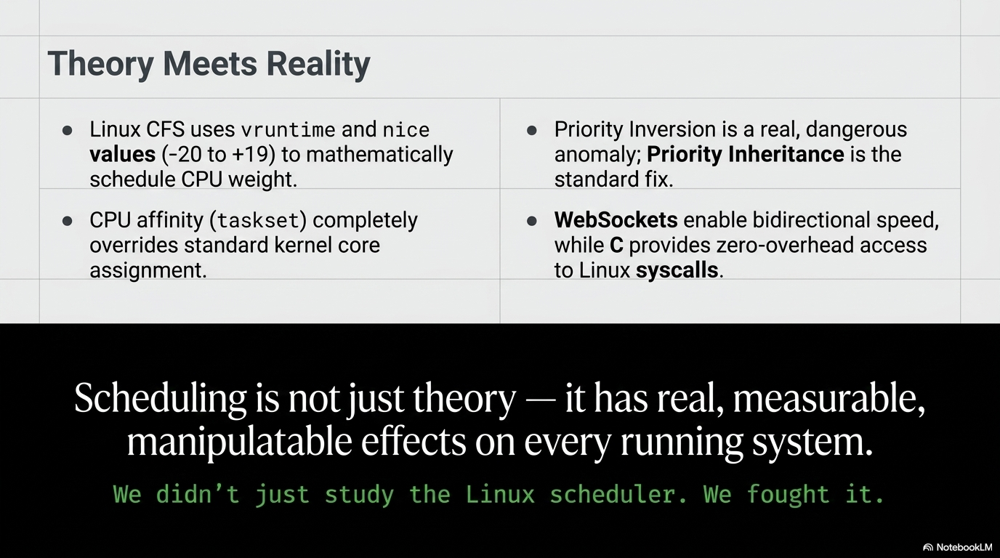 Theory Meets Reality
● Linux CFS uses vruntime and nice
values (-20 to +19) to mathematically
schedule CPU weight.
● CPU affinity (taskset) completely
overrides standard kernel core
assignment.
● Priority Inversion is a real, dangerous
anomaly; Priority Inheritance is the
standard fix.
● WebSockets enable bidirectional speed,
while C provides zero-overhead access
to Linux syscalls.
Scheduling is not just theory — it has real, measurable,
manipulatable effects on every running system.
We didn’t just study the Linux scheduler. We fought it.
NotebookLM